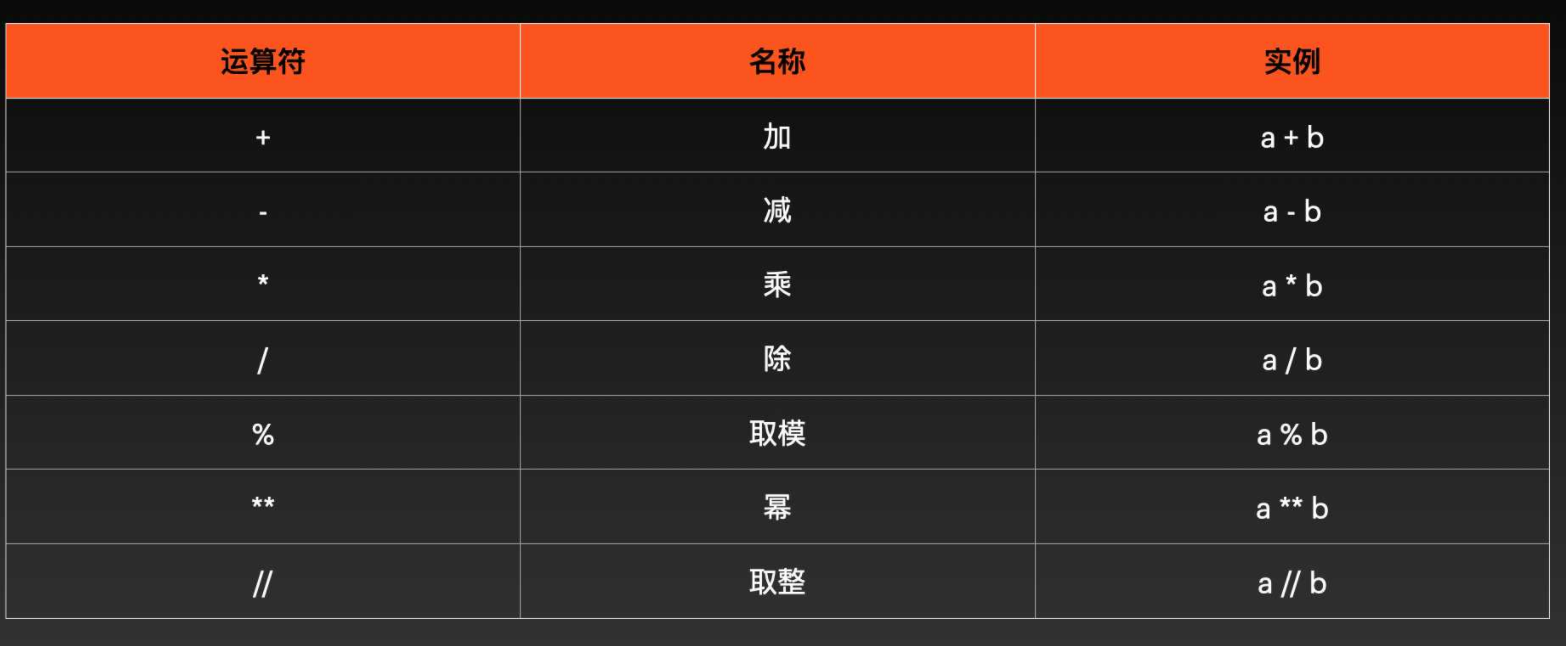 运算符 名称 实例
+ 加 a + b
- 减 a - b
* 乘 a * b
/ 除 a / b
% 取模 a % b
** 幂 a ** b
// 取整 a // b